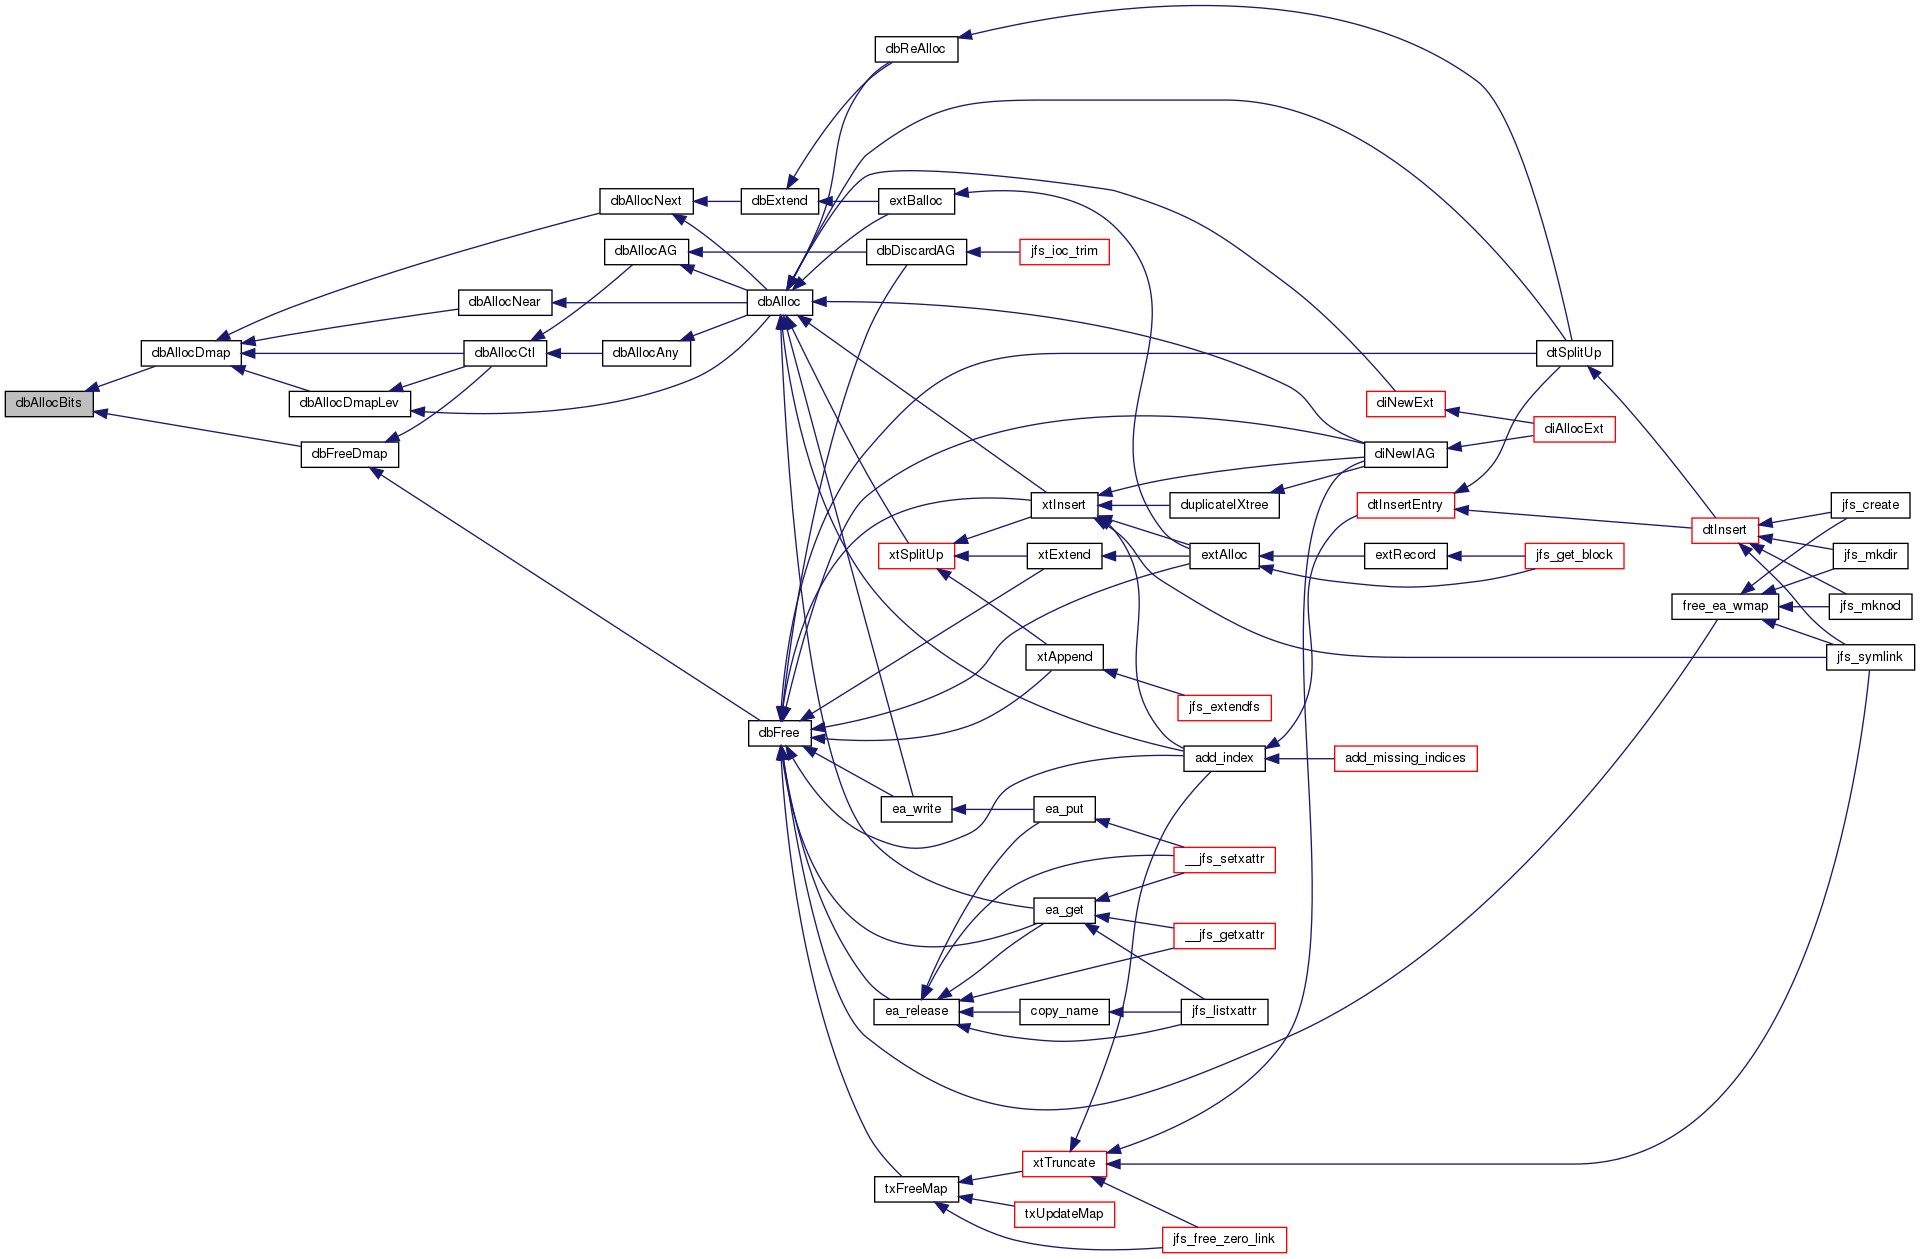 dbReAlloc
dbAllocNext
dbExtend
extBalloc
dbAllocAG
dbDiscardAG
jfs_ioc_trim
dbAllocNear
dbAlloc
dbAllocDmap
dbAllocCtl
dbAllocAny
dtSplitUp
dbAllocBits
dbAllocDmapLev
diNewExt
diAllocExt
dbFreeDmap
diNewIAG
xtInsert
duplicateIXtree
dtInsertEntry
jfs_create
dtInsert
xtSplitUp
xtExtend
extAlloc
extRecord
jfs_get_block
jfs_mkdir
free_ea_wmap
jfs_mknod
xtAppend
jfs_symlink
jfs_extendfs
dbFree
add_index
add_missing_indices
ea_write
ea_put
__jfs_setxattr
ea_get
__jfs_getxattr
ea_release
copy_name
jfs_listxattr
xtTruncate
txFreeMap
txUpdateMap
jfs_free_zero_link